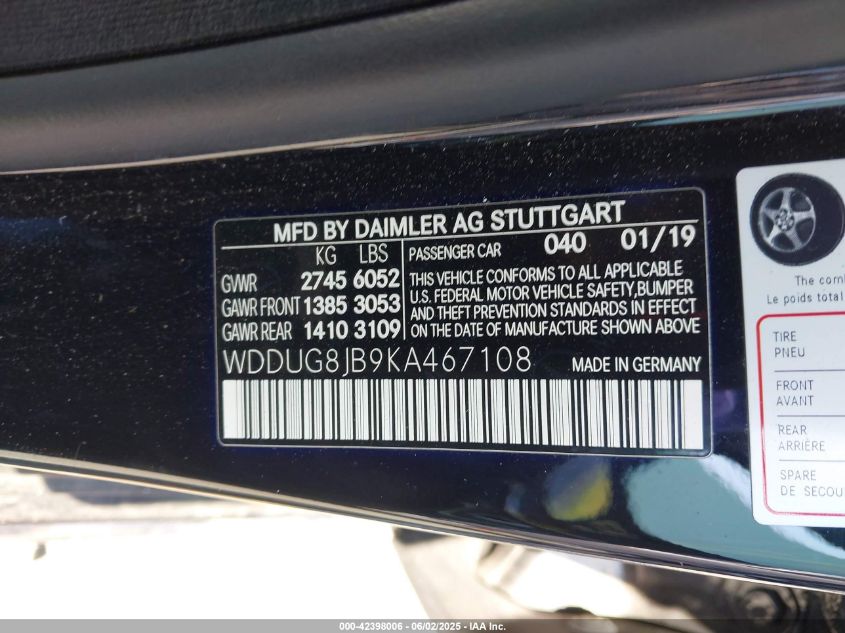 MFD BY DAIMLER AG STUTTGART
KG LBS
GVWR 2745 6052
GAWR FRONT 1385 3053
GAWR REAR 1410 3109
PASSENGER CAR 040 01/19
THIS VEHICLE CONFORMS TO ALL APPLICABLE
U.S. FEDERAL MOTOR VEHICLE SAFETY,BUMPER
AND THEFT PREVENTION STANDARDS IN EFFECT
ON THE DATE OF MANUFACTURE SHOWN ABOVE
WDDUG8JB9KA467108 MADE IN GERMANY
The com
Le poids total
TIRE
PNEU
FRONT
AVANT
REAR
ARRIÈRE
SPARE
DE SECOU
000-42398006 - 06/02/2025 - IAA Inc.